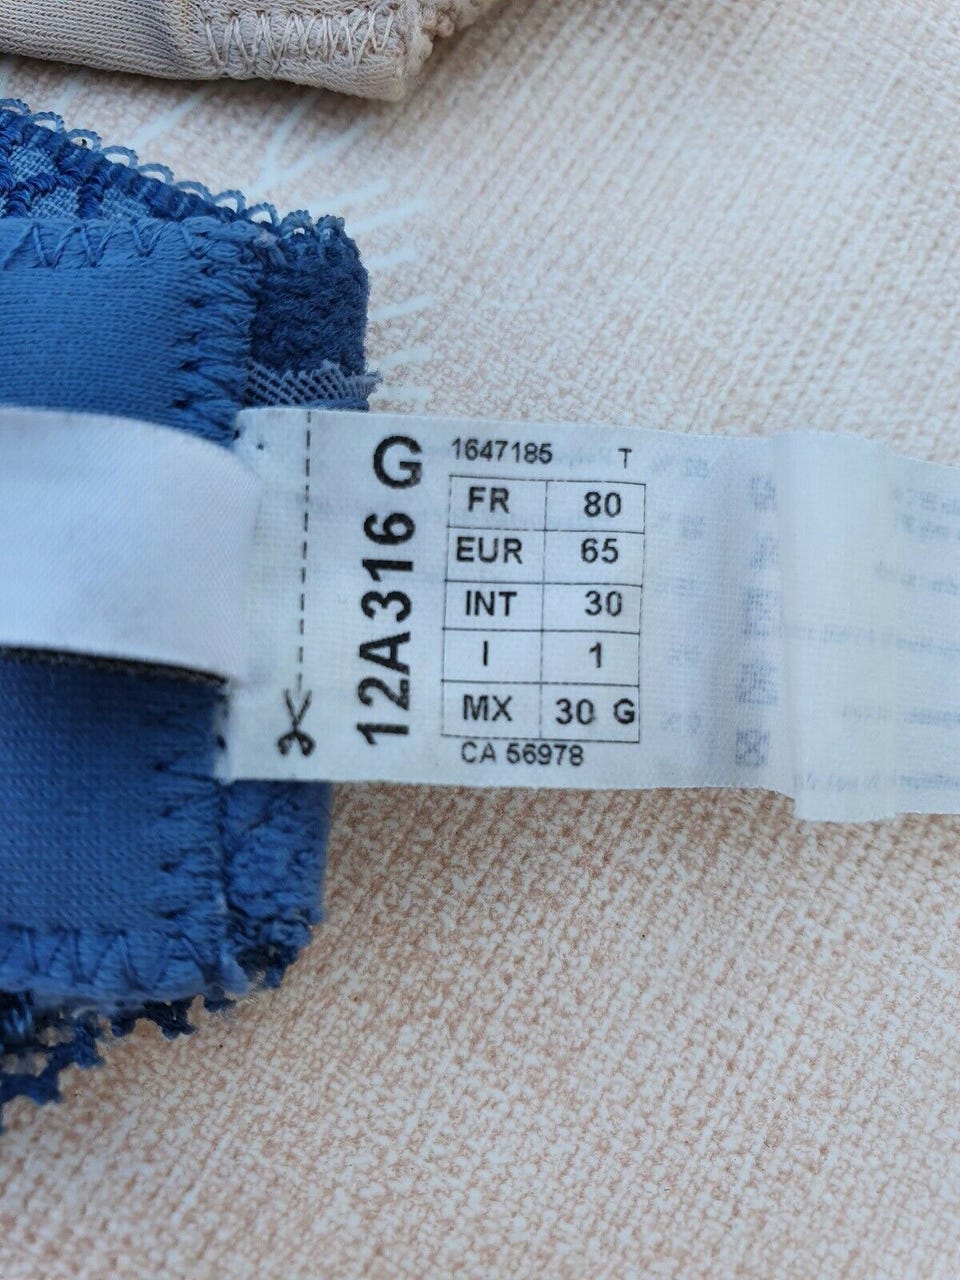 12A316 G
1647185 T
FR 80
EUR 65
INT 30
I 1
MX 30 G
CA 56978